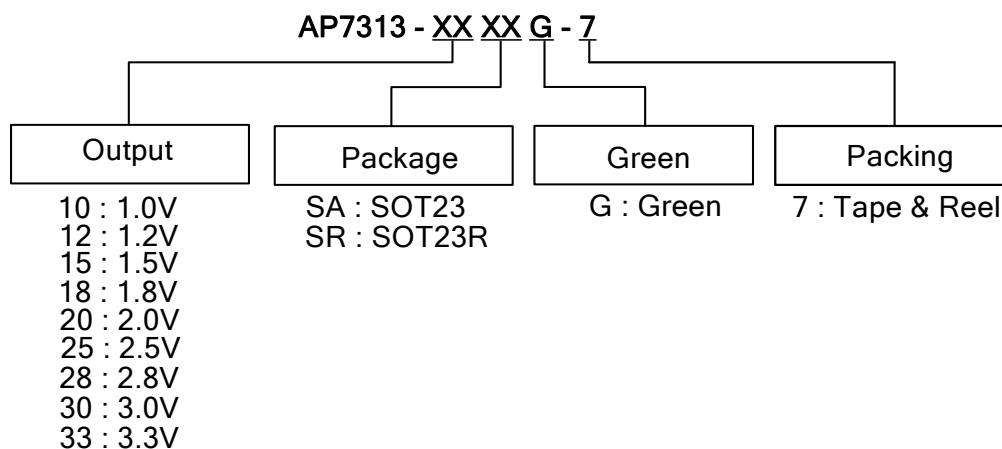 AP7313 - XX XX G - 7
Output
10 : 1.0V
12 : 1.2V
15 : 1.5V
18 : 1.8V
20 : 2.0V
25 : 2.5V
28 : 2.8V
30 : 3.0V
33 : 3.3V
Package
SA : SOT23
SR : SOT23R
Green
G : Green
Packing
7 : Tape & Reel